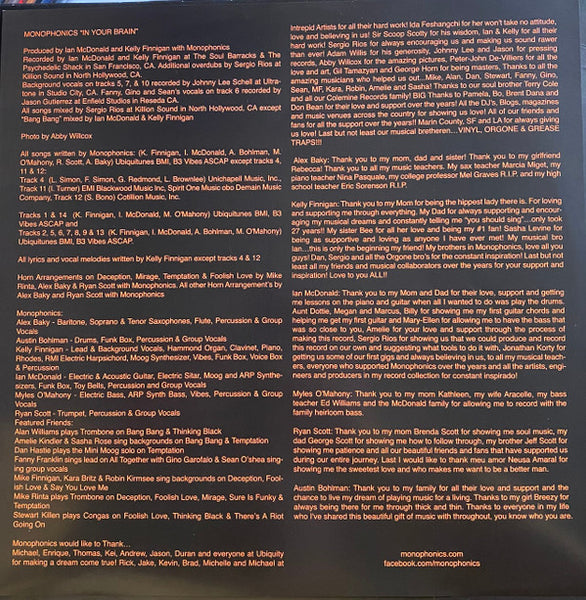 MONOPHONICS "IN YOUR BRAIN"
Produced by Ian McDonald and Kelly Finnigan with Monophonics
Recorded by Ian McDonald and Kelly Finnigan at The Soul Barracks & The
Psychedelic Shack in San Francisco, CA. Additional overdubs by Sergio Rios at
Killion Sound in North Hollywood, CA.
Background vocals on tracks 5, 7, & 10 recorded by Johnny Lee Schell at Ultra-
tone in Studio City, CA. Fanny, Gino and Sean's vocals on track 6 recorded by
Jason Gutierrez at Enfield Studios in Reseda CA.
All songs mixed by Sergio Rios at Killion Sound in North Hollywood, CA except
"Bang Bang" mixed by Ian McDonald & Kelly Finnigan
Photo by Abby Wilcox
All songs written by Monophonics: (K. Finnigan, I. McDonald, A. Bohlman, M.
O'Mahony, R. Scott, A. Baky) Ubiquitunes BMI, B3 Vibes ASCAP except tracks 4,
11 & 12:
Track 4 (L. Simon, F. Simon, G. Redmond, L. Brownlee) Unichapell Music, Inc.,
Track 11 (I. Turner) EMI Blackwood Music Inc, Spirit One Music obo Demain Music
Company, Track 12 (S. Bono) Cotillion Music, Inc.
Tracks 1 & 14 (K. Finnigan, I. McDonald, M. O'Mahony) Ubiquitunes BMI, B3
Vibes ASCAP and
Tracks 2, 5, 6, 7, 8, 9 & 13 (K. Finnigan, I. McDonald, A. Bohlman, M. O'Mahony)
Ubiquitunes BMI, B3 Vibes ASCAP.
All lyrics and vocal melodies written by Kelly Finnigan except tracks 4 & 12
Horn Arrangements on Deception, Mirage, Temptation & Foolish Love by Mike
Rinta, Alex Baky & Ryan Scott with Monophonics. All other Horn Arrangement's by
Alex Baky and Ryan Scott with Monophonics
Monophonics:
Alex Baky - Baritone, Soprano & Tenor Saxophones, Flute, Percussion & Group
Vocals
Austin Bohlman - Drums, Funk Box, Percussion & Group Vocals
Kelly Finnigan - Lead & Background Vocals, Hammond Organ, Clavinet, Piano,
Rhodes, RMI Electric Harpsichord, Moog Synthesizer, Vibes, Funk Box, Voice Box
& Percussion
Ian McDonald - Electric & Acoustic Guitar, Electric Sitar, Moog and ARP Synthe-
sizers, Funk Box, Toy Bells, Percussion and Group Vocals
Myles O'Mahony - Electric Bass, ARP Synth Bass, Vibes, Percussion & Group
Vocals
Ryan Scott - Trumpet, Percussion & Group Vocals
Featured Friends:
Alan Williams plays Trombone on Bang Bang & Thinking Black
Amelie Kindler & Sasha Rose sing backgrounds on Bang Bang & Temptation
Dan Hastie plays the Mini Moog solo on Temptation
Fanny Franklin sings lead on All Together with Gino Garofalo & Sean O'shea sing-
ing group vocals
Mike Finnigan, Kara Britz & Robin Kirmsee sing backgrounds on Deception, Fool-
ish Love & Say You Love Me
Mike Rinta plays Trombone on Deception, Foolish Love, Mirage, Sure Is Funky &
Temptation
Stewart Killen plays Congas on Foolish Love, Thinking Black & There's A Riot
Going On
Monophonics would like to Thank...
Michael, Enrique, Thomas, Kei, Andrew, Jason, Duran and everyone at Ubiquity
for making a dream come true! Rick, Jake, Kevin, Brad, Michelle and Michael at
Intrepid Artists for all their hard work! Ida Feshangchi for her won't take no attitude,
love and believing in us! Sir Scoop Scotty for his wisdom, Ian & Kelly for all their
hard work! Sergio Rios for always encouraging us and making us sound rawer
than ever! Adam Willis for his generosity, Johnny Lee and Jason for pressing
records, Abby Wilcox for the amazing pictures, Peter-John De-Villers for all the
love and art, Gil Tamazyan and George Horn for being masters, Thanks to all the
amazing musicians who helped us out...Mike, Alan, Dan, Stewart, Fanny, Gino,
Sean, MF, Kara, Robin, Amelie and Sasha! Thanks to our soul brother Terry Cole
and all our Colemine Records family! BIG Thanks to Pamela, Bo, Brent Dana and
Don Bean for their love and support over the years! All the DJ's, Blogs, magazines
and music venues across the country for showing us love! All of our friends and
fans for all the support over the years!! Marin County, SF and LA for always giving
us love! Last but not least our musical bretheren...VINYL, ORGONE & GREASE
TRAPS!!!
Alex Baky: Thank you to my mom, dad and sister! Thank you to my girlfriend
Rebecca! Thank you to all my music teachers. My sax teacher Marcia Miget, my
piano teacher Nina Pasquale, my college professor Mel Graves R.I.P. and my high
school teacher Eric Sorenson R.I.P.
Kelly Finnigan: Thank you to my Mom for being the hippest lady there is. For loving
and supporting me through everything. My Dad for always supporting and encour-
aging my musical dreams and constantly telling me "you should sing"...only took
27 years!! My sister Bee for all her love and being my #1 fan! Sasha Levine for
being as supportive and loving as anyone I have ever met! My musical bro
Ian...this is only the beginning my friend! My brothers in Monophonics, love all you
guys! Dan, Sergio and all the Orgone bro's for the constant inspiration! Last but not
least all my friends and musical collaborators over the years for your support and
inspiration! Love to you ALL!!
Ian McDonald: Thank you to my Mom and Dad for their love, support and getting
me lessons on the piano and guitar when all I wanted to do was play the drums.
Aunt Dottie, Megan and Marcus, Billy for showing me my first guitar chords and
helping me get my first guitar and Mary-Ellen for allowing me to have the bass that
was so close to you, Amelie for your love and support through the process of
making this record, Sergio Rios for showing us that we could produce and record
this record on our own and suggesting what tools to do it with, Jonathan Korty for
getting us some of our first gigs and always believing in us, to all my musical teach-
ers, everyone who supported Monophonics over the years and all the artists, engi-
neers and producers in my record collection for constant inspirado!
Myles O'Mahony: Thank you to my mom Kathleen, my wife Aracelle, my bass
teacher Ed Williams and the McDonald family for allowing me to record with the
family heirloom bass.
Ryan Scott: Thank you to my mom Brenda Scott for showing me soul music, my
dad George Scott for showing me how to follow through, my brother Jeff Scott for
showing me patience and all our beautiful friends and fans that have supported us
during our entire journey. Last I would like to thank meu amor Neusa Amaral for
showing me the sweetest love and who makes me want to be a better man.
Austin Bohlman: Thank you to my family for all their love and support and the
chance to live my dream of playing music for a living. Thanks to my girl Breezy for
always being there for me through thick and thin. Thanks to everyone in my life
who I've shared this beautiful gift of music with throughout, you know who you are.
monophonics.com
facebook.com/monophonics